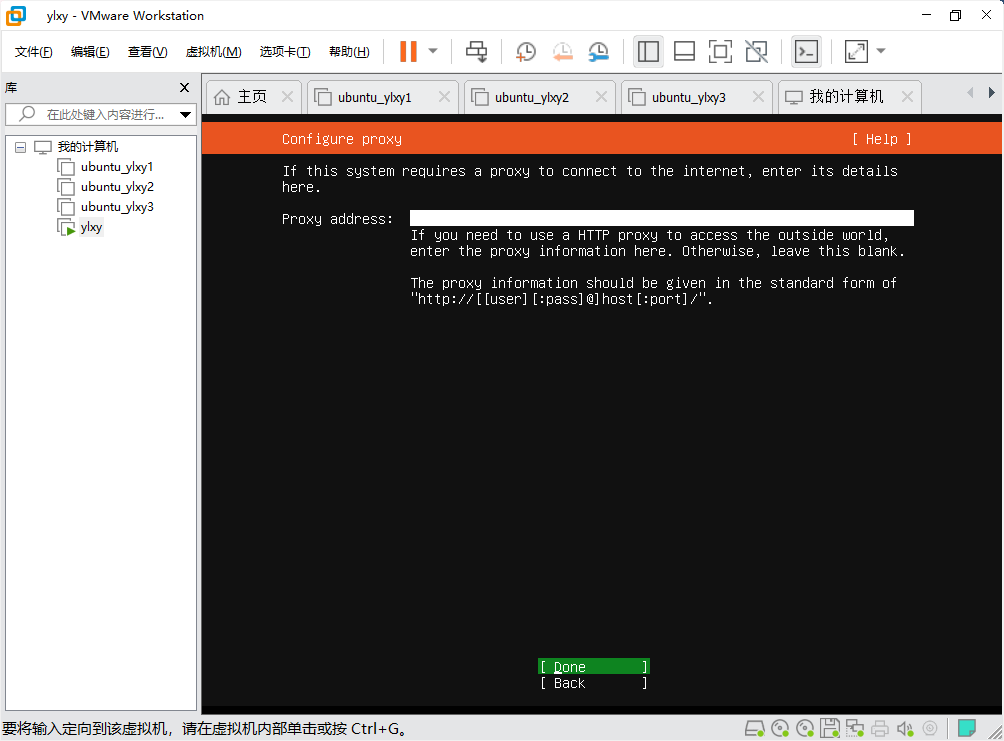 ylxy - VMware Workstation
文件(F) 编辑(E) 查看(V) 虚拟机(M) 选项卡(T) 帮助(H)
库
在此处键入内容进行...
我的计算机
ubuntu_ylxy1
ubuntu_ylxy2
ubuntu_ylxy3
ylxy
主页 ubuntu_ylxy1 ubuntu_ylxy2 ubuntu_ylxy3 我的计算机
Configure proxy [ Help ]
If this system requires a proxy to connect to the internet, enter its details
here.
Proxy address:
If you need to use a HTTP proxy to access the outside world,
enter the proxy information here. Otherwise, leave this blank.
The proxy information should be given in the standard form of
"http://[[user][:pass]@]host[:port]/".
[ Done ]
[ Back ]
要将输入定向到该虚拟机，请在虚拟机内部单击或按 Ctrl+G。